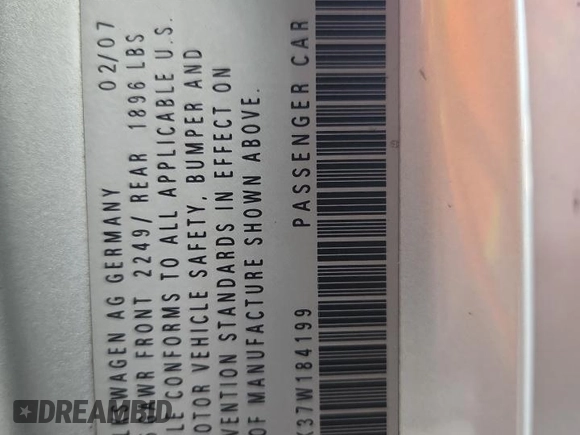 WAGEN AG GERMANY 02/07
WR FRONT 2249/ REAR 1896 LBS
LE CONFORMS TO ALL APPLICABLE U.S.
OTOR VEHICLE SAFETY, BUMPER AND
VENTION STANDARDS IN EFFECT ON
OF MANUFACTURE SHOWN ABOVE.
K37W184199 PASSENGER CAR
DREAMBID